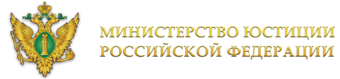 МИНИСТЕРСТВО ЮСТИЦИИ
РОССИЙСКОЙ ФЕДЕРАЦИИ